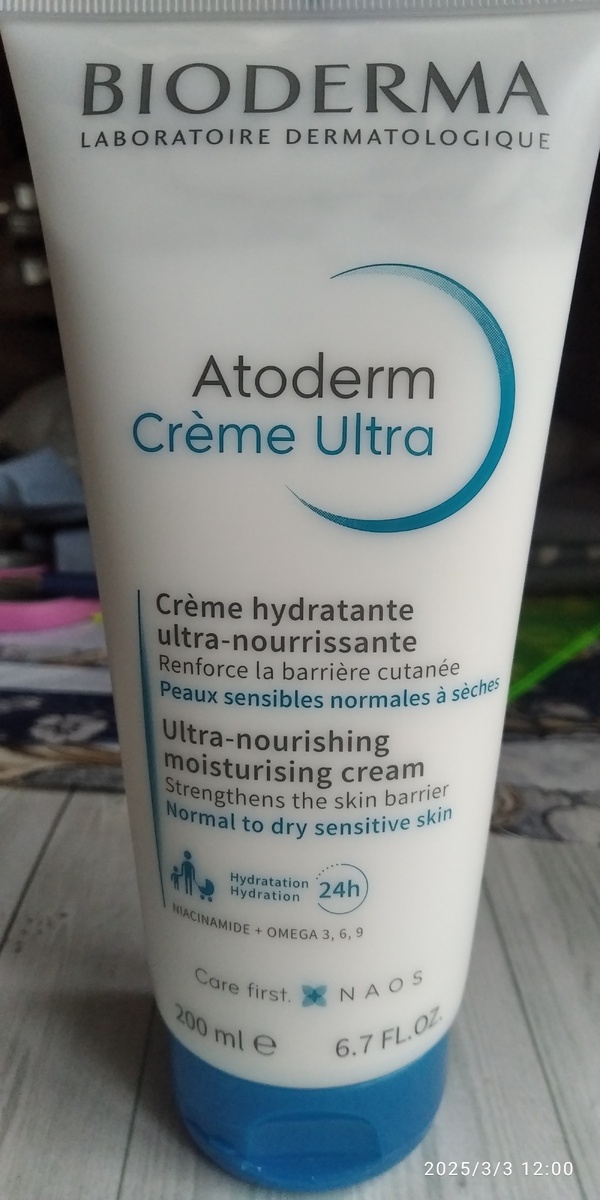 BIODERMA
LABORATOIRE DERMATOLOGIQUE
Atoderm
Crème Ultra
Crème hydratante
ultra-nourrissante
Renforce la barrière cutanée
Peaux sensibles normales à sèches
Ultra-nourishing
moisturising cream
Strengthens the skin barrier
Normal to dry sensitive skin
Hydratation
Hydration
24h
NIACINAMIDE + OMEGA 3, 6, 9
Care first. NAOS
200 ml ℮ 6.7 FL.OZ.
2025/3/3 12:00